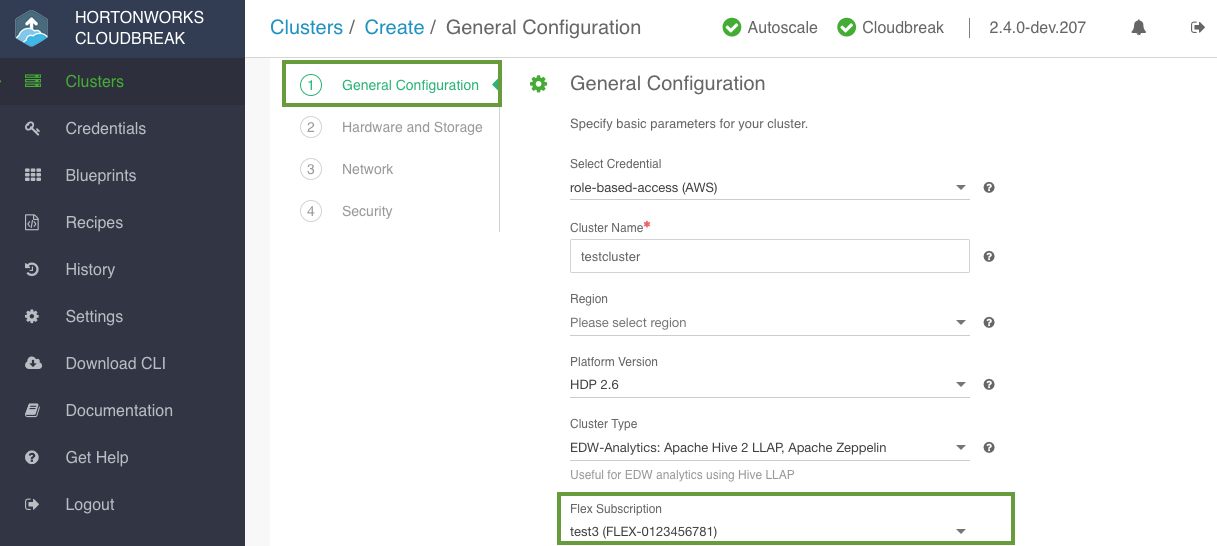 HORTONWORKS
CLOUDBREAK
Clusters
Credentials
Blueprints
Recipes
History
Settings
Download CLI
Documentation
Get Help
Logout
Clusters / Create / General Configuration
Autoscale Cloudbreak 2.4.0-dev.207
1 General Configuration
2 Hardware and Storage
3 Network
4 Security
General Configuration
Specify basic parameters for your cluster.
Select Credential
role-based-access (AWS)
Cluster Name*
testcluster
Region
Please select region
Platform Version
HDP 2.6
Cluster Type
EDW-Analytics: Apache Hive 2 LLAP, Apache Zeppelin
Useful for EDW analytics using Hive LLAP
Flex Subscription
test3 (FLEX-0123456781)